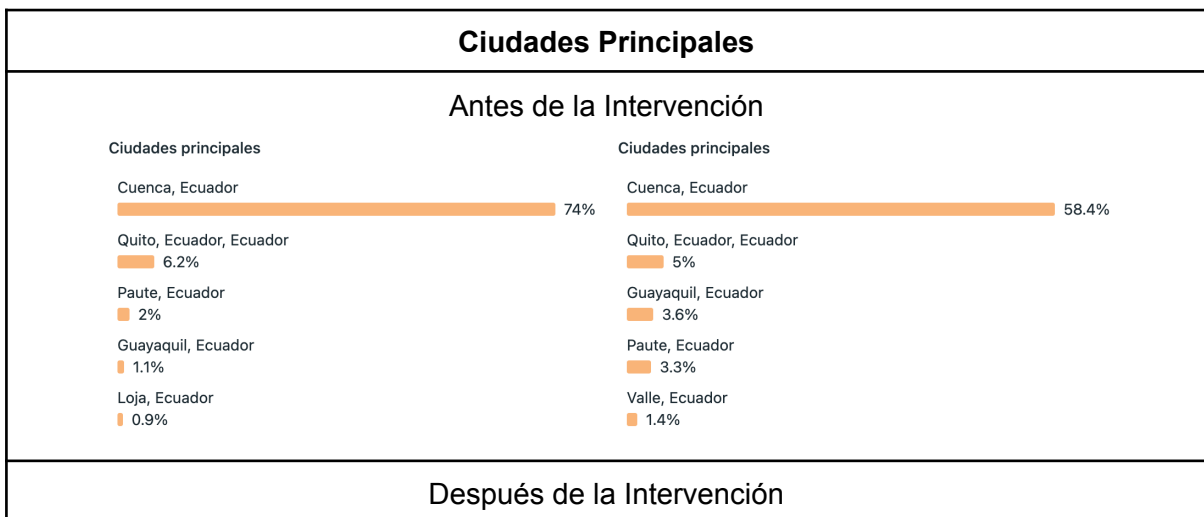 Ciudades Principales
Antes de la Intervención
Ciudades principales
Cuenca, Ecuador
74%
Quito, Ecuador, Ecuador
6.2%
Paute, Ecuador
2%
Guayaquil, Ecuador
1.1%
Loja, Ecuador
0.9%
Ciudades principales
Cuenca, Ecuador
58.4%
Quito, Ecuador, Ecuador
5%
Guayaquil, Ecuador
3.6%
Paute, Ecuador
3.3%
Valle, Ecuador
1.4%
Después de la Intervención